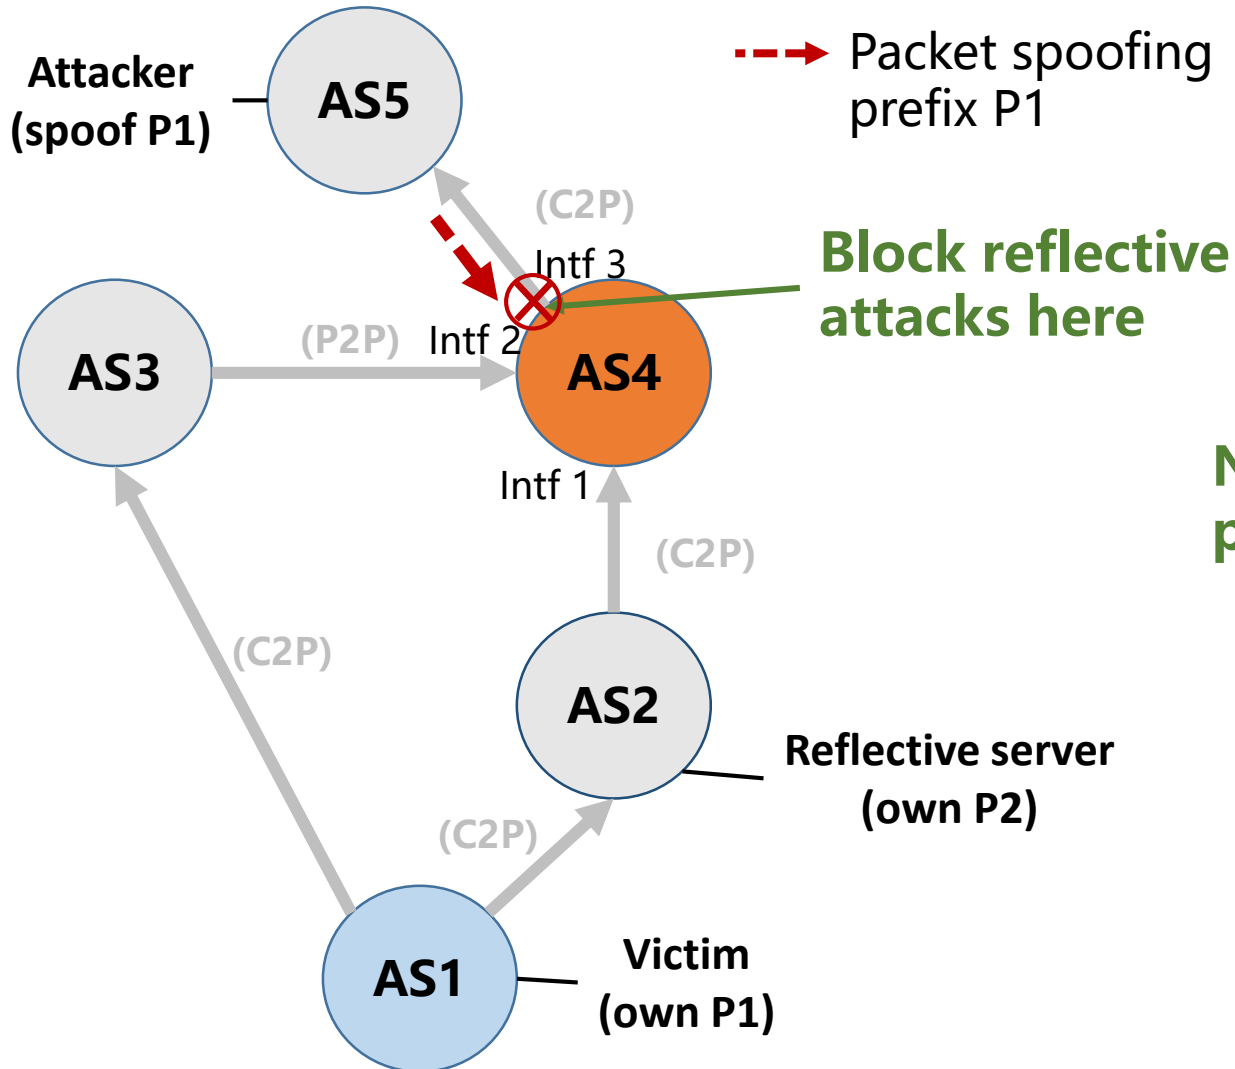 Attacker
(spoof P1)
AS5
Packet spoofing
prefix P1
(C2P)
Intf 3
Block reflective
attacks here
AS3
(P2P)
Intf 2
AS4
Intf 1
(C2P)
(C2P)
AS2
Reflective server
(own P2)
(C2P)
AS1
Victim
(own P1)